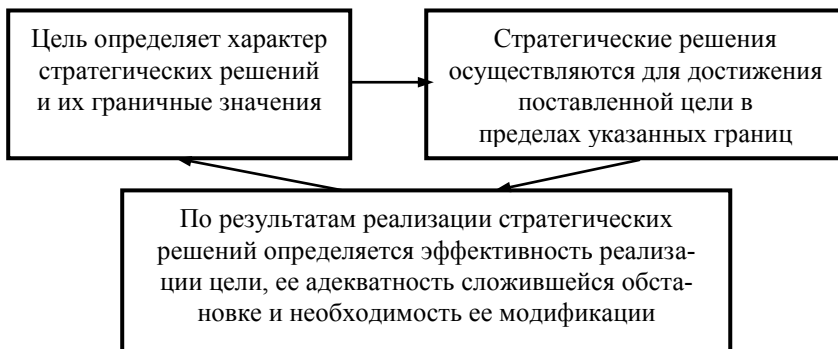 Цель определяет характер
стратегических решений
и их граничные значения
Стратегические решения
осуществляются для достижения
поставленной цели в
пределах указанных границ
По результатам реализации стратегических
решений определяется эффективность реализа-
ции цели, ее адекватность сложившейся обста-
новке и необходимость ее модификации